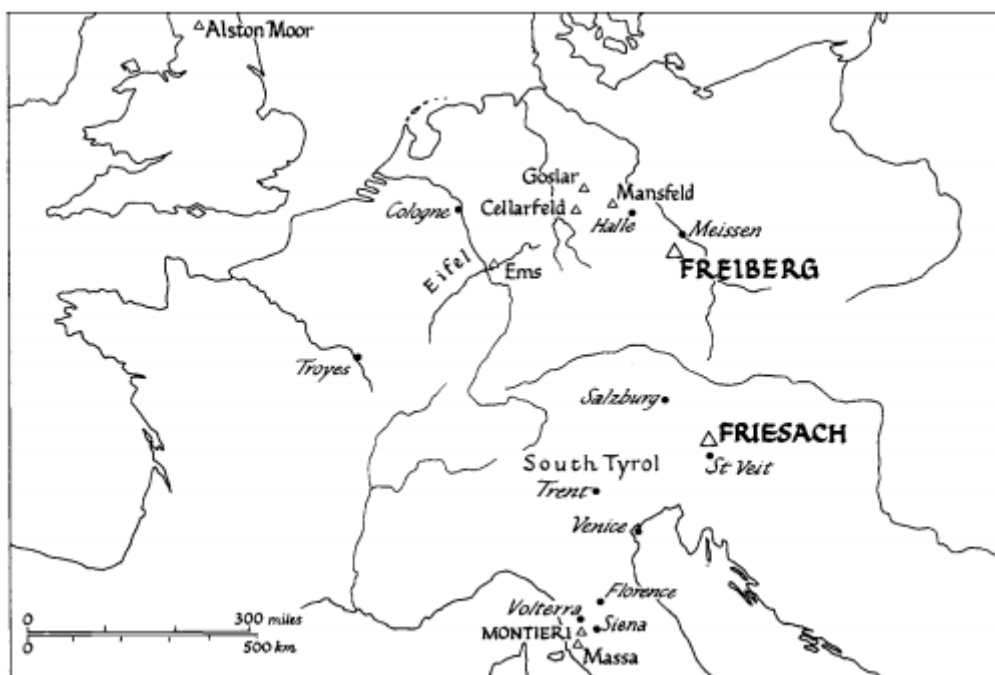 Alston Moor
Goslar
Mansfeld
Cologne
Cellarfeld
Halle
Meissen
Eifel
Ems
FREIBERG
Troyes
Salzburg
FRIESACH
St Veit
South Tyrol
Trent
Venice
Florence
Volterra
Siena
MONTIERI
Massa
0 300 miles
0 500 km.